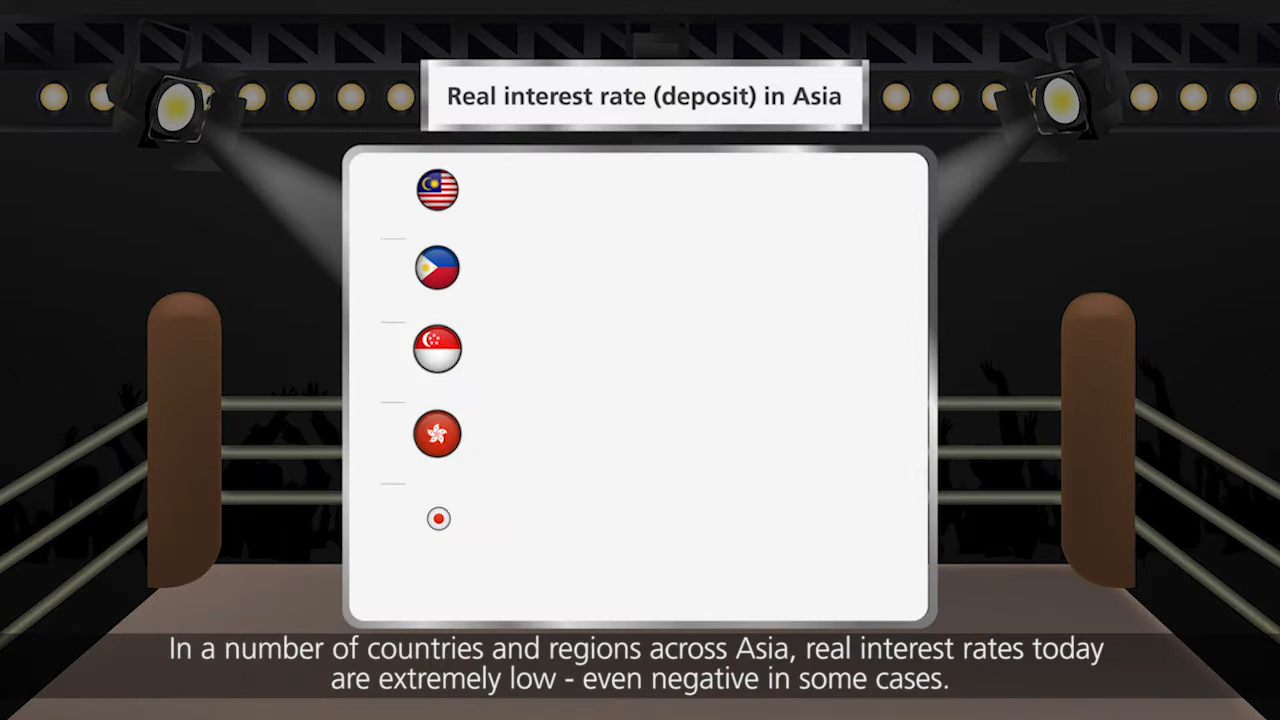 Real interest rate (deposit) in Asia
In a number of countries and regions across Asia, real interest rates today
are extremely low - even negative in some cases.